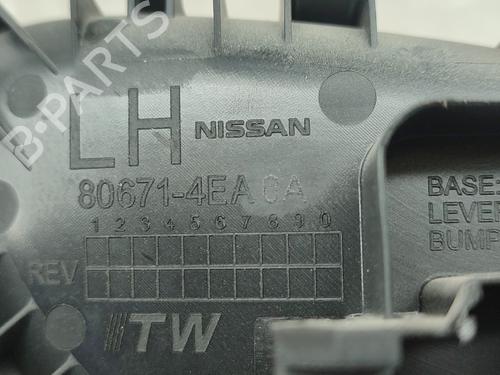 B-PARTS
LH NISSAN
80671-4EA0A
1 2 3 4 5 6 7 8 9 0
REV
TW
BASE:
LEVER
BUMP